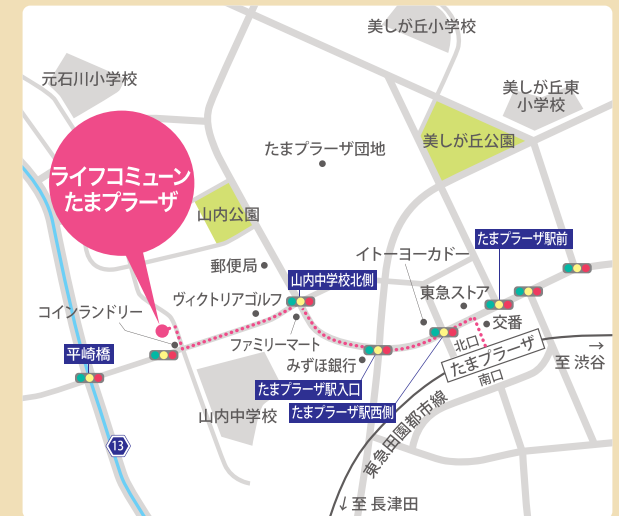 美しが丘小学校
元石川小学校
美しが丘東
小学校
たまプラーザ団地
美しが丘公園
ライフコミューン
たまプラーザ
山内公園
たまプラーザ駅前
イトーヨーカドー
郵便局
山内中学校北側
東急ストア
ヴィクトリアゴルフ
コインランドリー
交番
ファミリーマート
北口
平崎橋
みずほ銀行
たまプラーザ
→
至 渋谷
南口
たまプラーザ駅入口
山内中学校
たまプラーザ駅西側
東急田園都市線
13
↓至 長津田